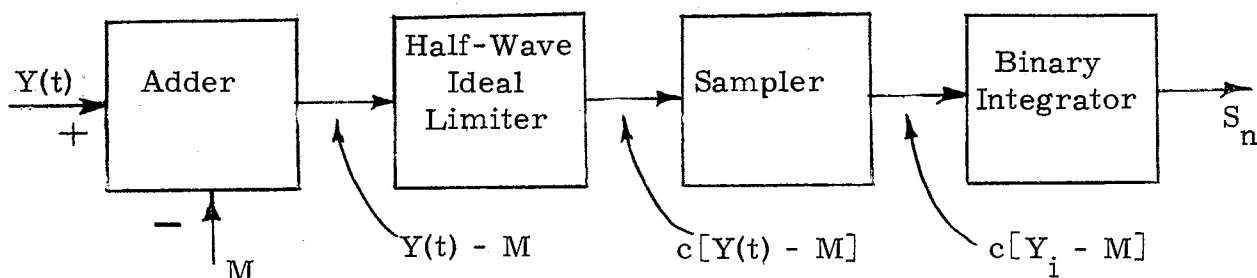 Y(t)
+
Adder
−
M
Y(t) - M
Half-Wave
Ideal
Limiter
c[Y(t) - M]
Sampler
c[Y_i - M]
Binary
Integrator
S_n